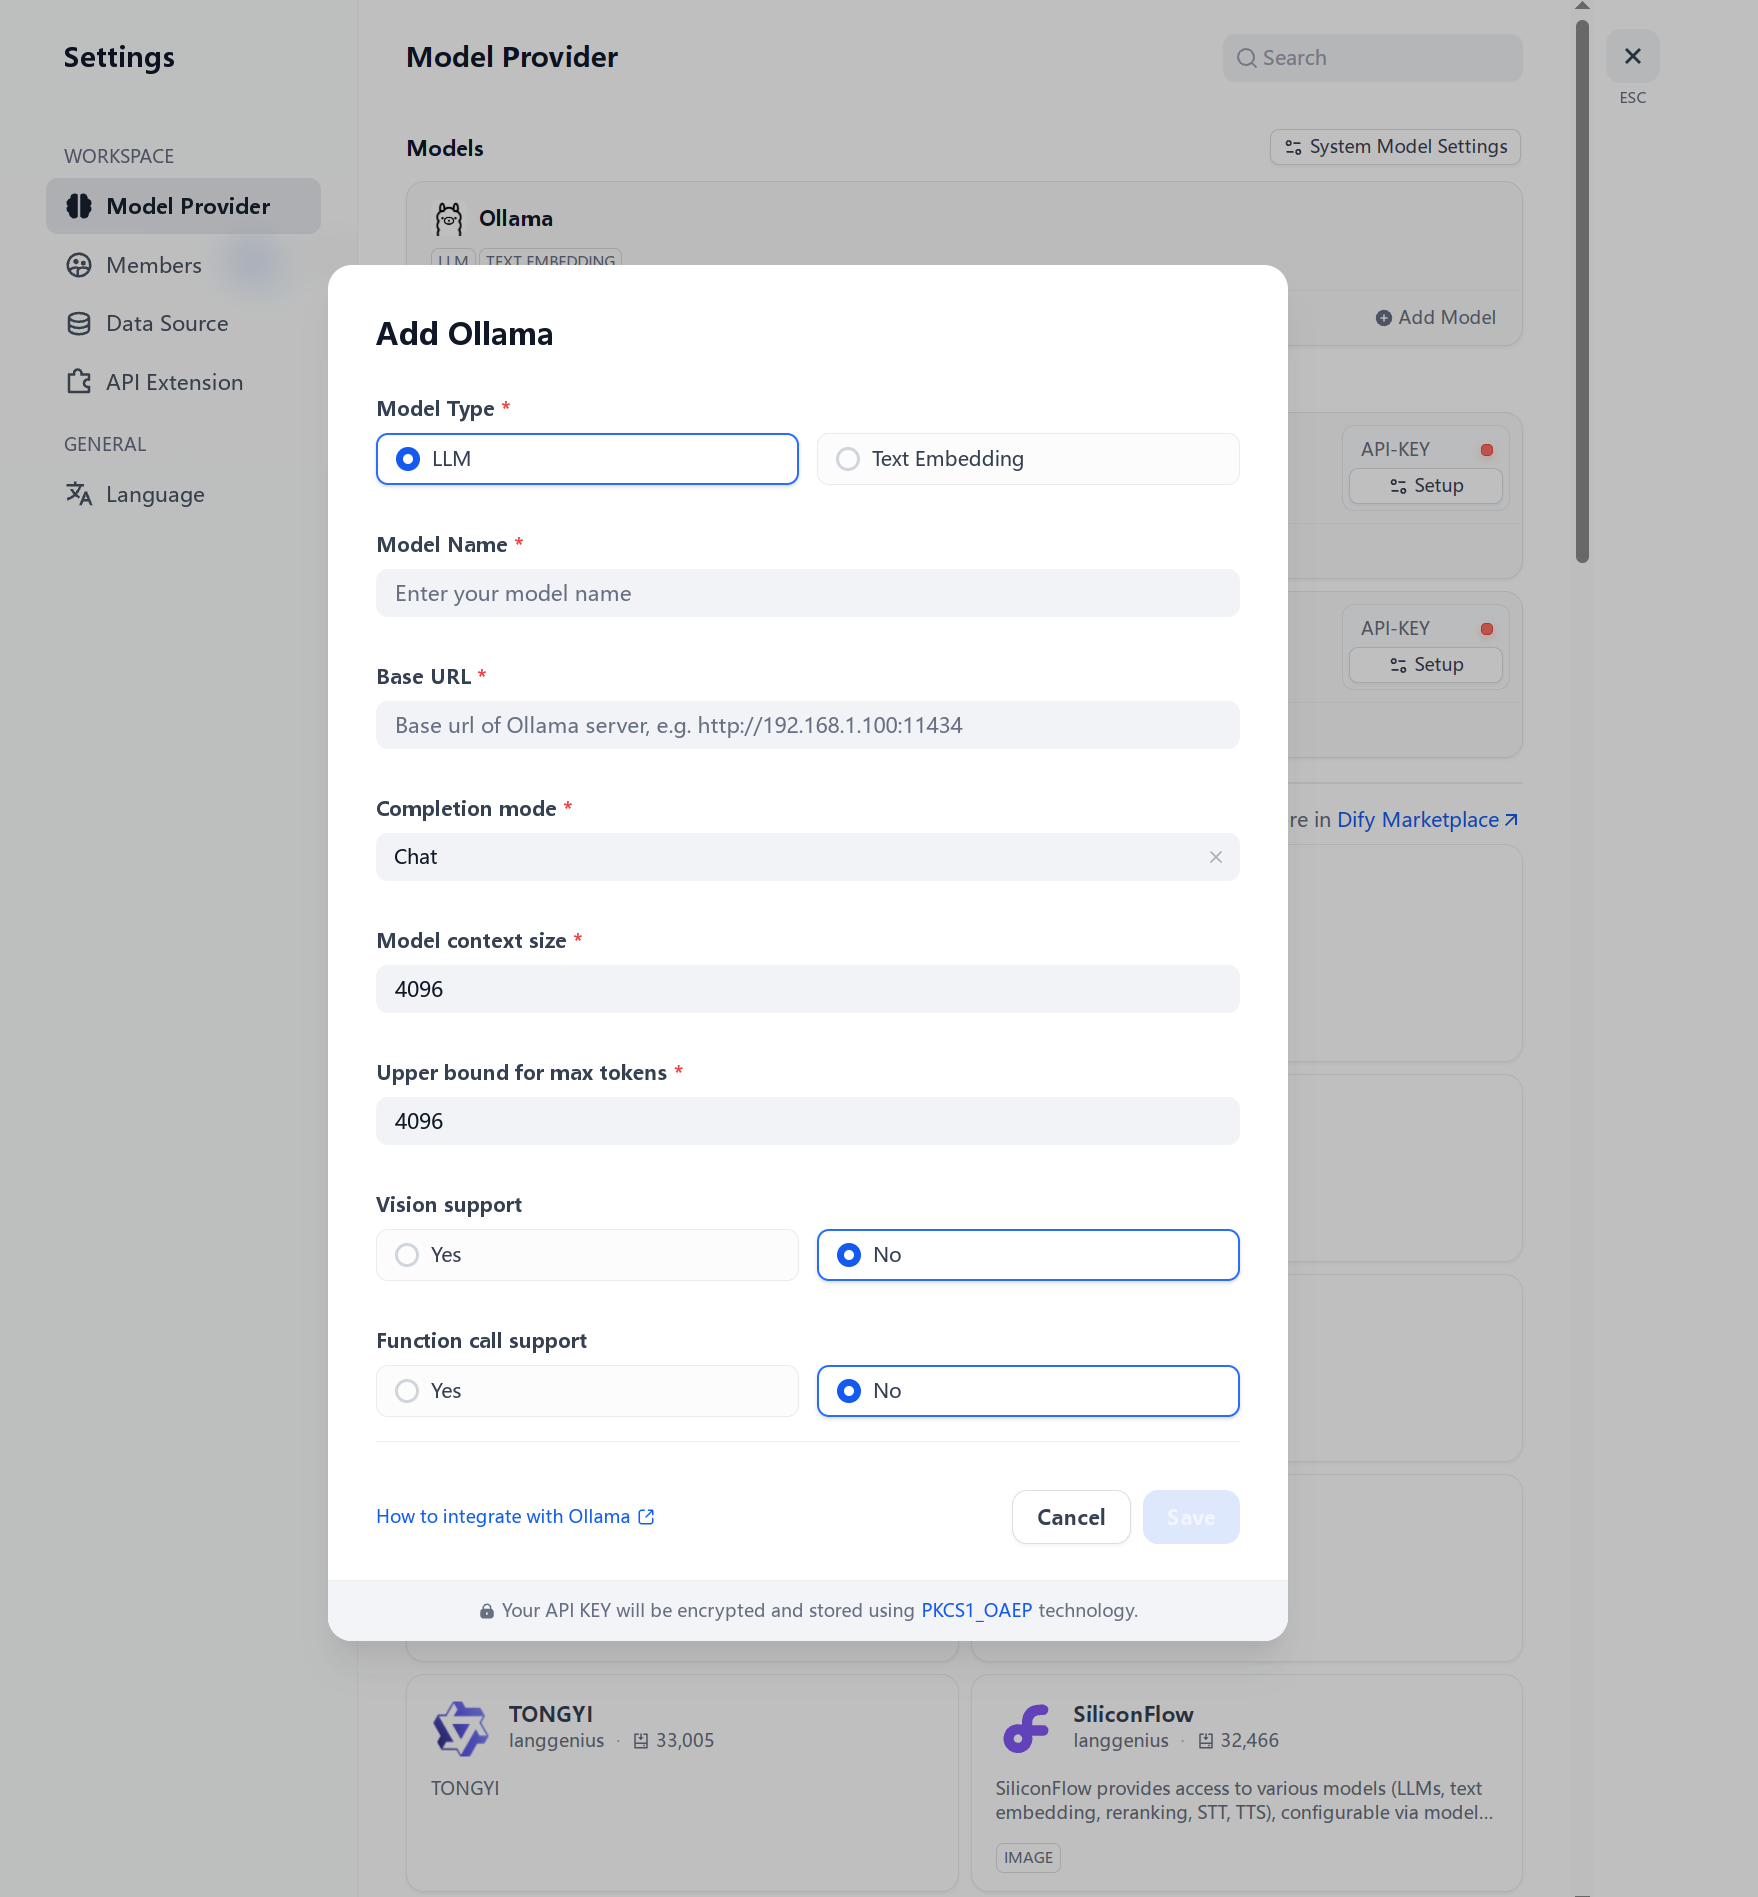 Settings
WORKSPACE
Model Provider
Members
Data Source
API Extension
GENERAL
Language
Model Provider
Search
ESC
Models
System Model Settings
Ollama
LLM
TEXT EMBEDDING
Add Model
API-KEY
Setup
API-KEY
Setup
re in Dify Marketplace
Add Ollama
Model Type *
LLM
Text Embedding
Model Name *
Enter your model name
Base URL *
Base url of Ollama server, e.g. http://192.168.1.100:11434
Completion mode *
Chat
Model context size *
4096
Upper bound for max tokens *
4096
Vision support
Yes
No
Function call support
Yes
No
How to integrate with Ollama
Cancel
Save
Your API KEY will be encrypted and stored using PKCS1_OAEP technology.
TONGYI
langgenius · 33,005
TONGYI
SiliconFlow
langgenius · 32,466
SiliconFlow provides access to various models (LLMs, text
embedding, reranking, STT, TTS), configurable via model...
IMAGE